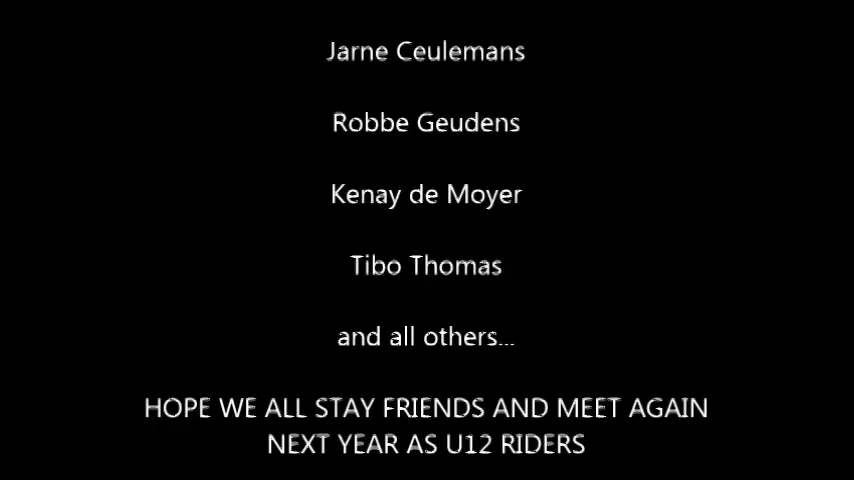 Jarne Ceulemans
Robbe Geudens
Kenay de Moyer
Tibo Thomas
and all others...
HOPE WE ALL STAY FRIENDS AND MEET AGAIN
NEXT YEAR AS U12 RIDERS